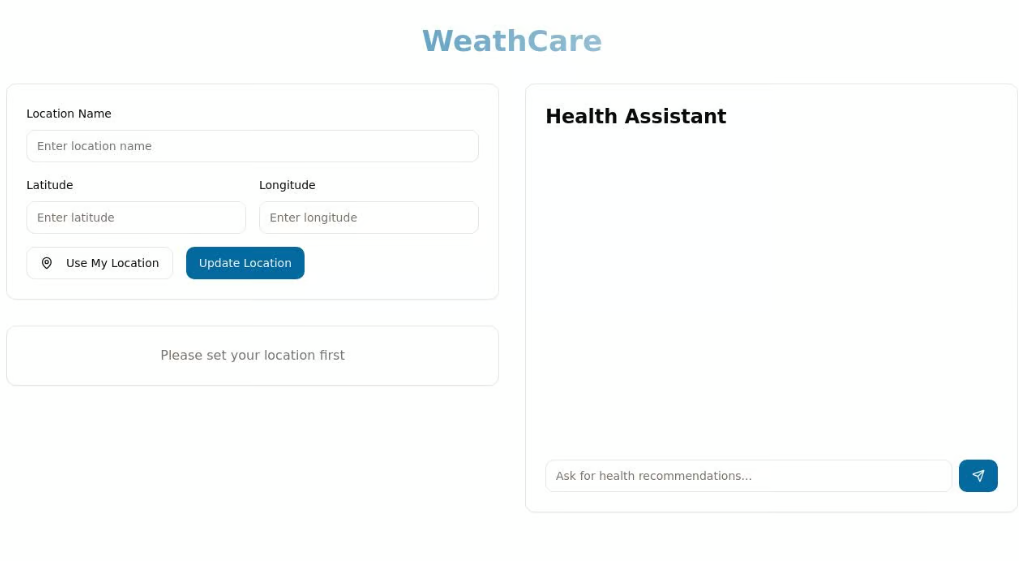 WeathCare
Location Name
Enter location name
Latitude
Longitude
Enter latitude
Enter longitude
Use My Location
Update Location
Please set your location first
Health Assistant
Ask for health recommendations...